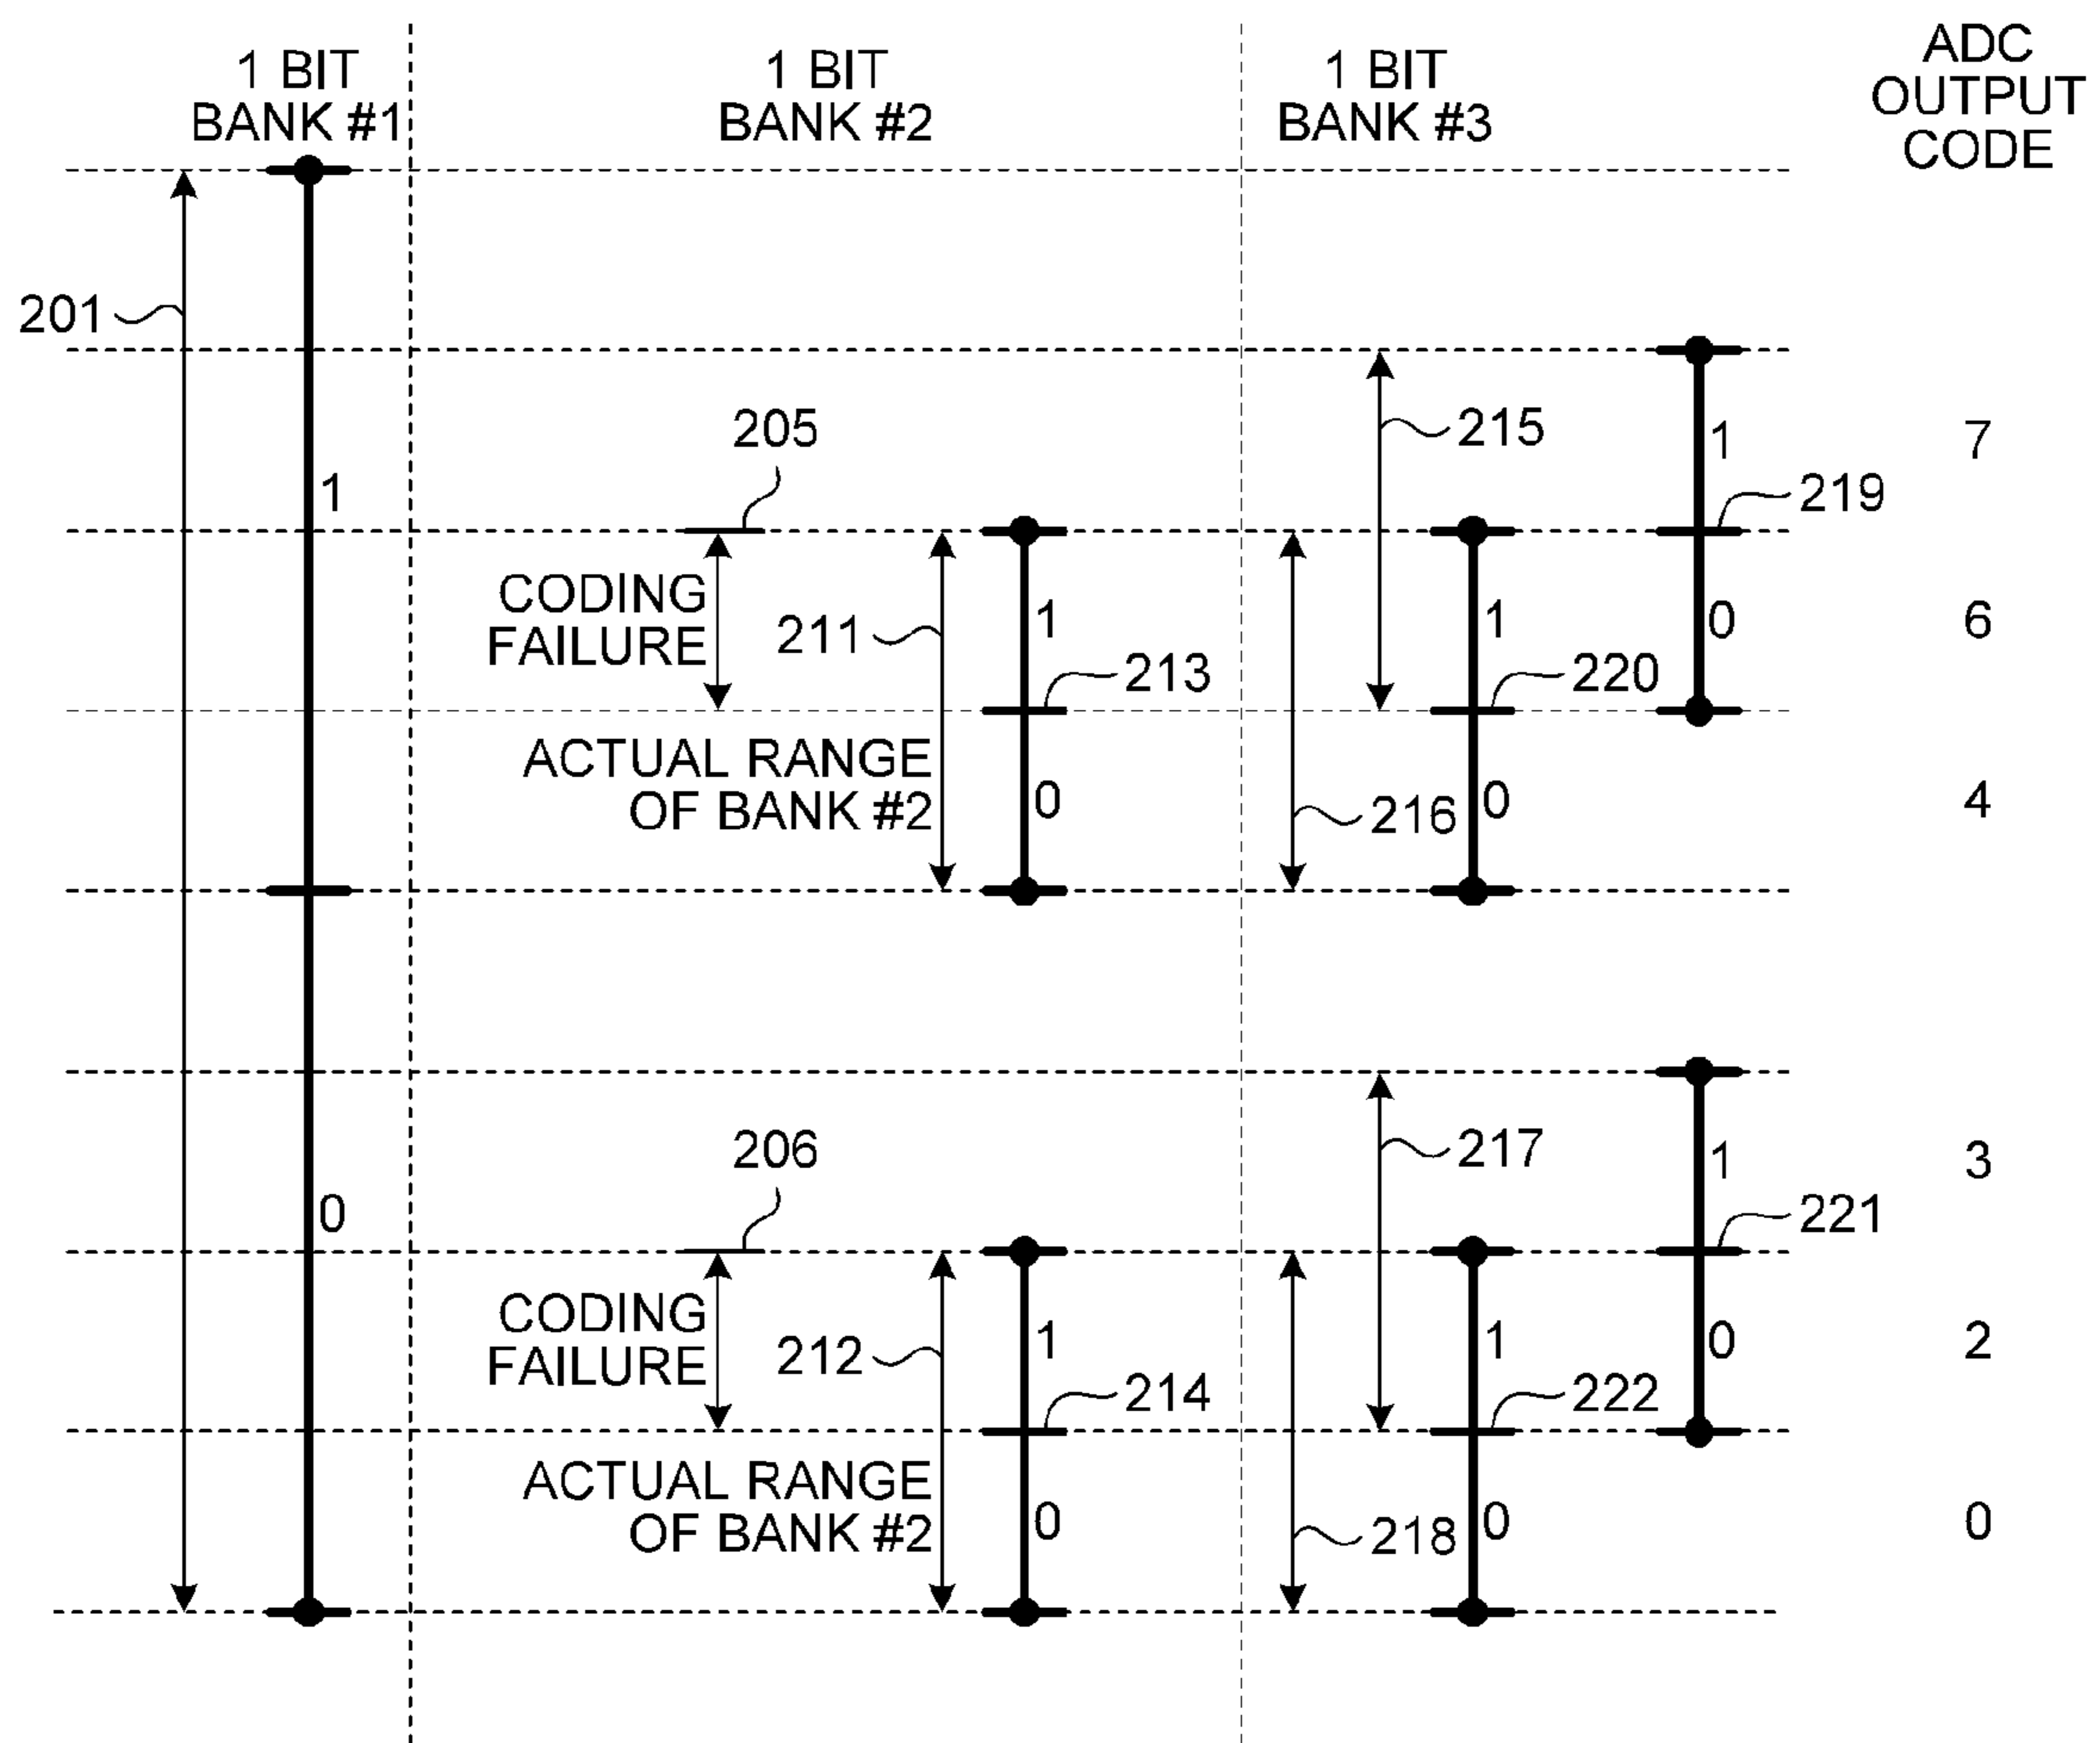 1 BIT
BANK #1
1 BIT
BANK #2
1 BIT
BANK #3
ADC
OUTPUT
CODE
201
205
215
1
7
1
219
CODING
FAILURE
211
1
1
0
6
213
220
ACTUAL RANGE
OF BANK #2
0
216
0
4
206
217
1
3
0
221
CODING
FAILURE
212
1
1
0
2
214
222
ACTUAL RANGE
OF BANK #2
0
218
0
0